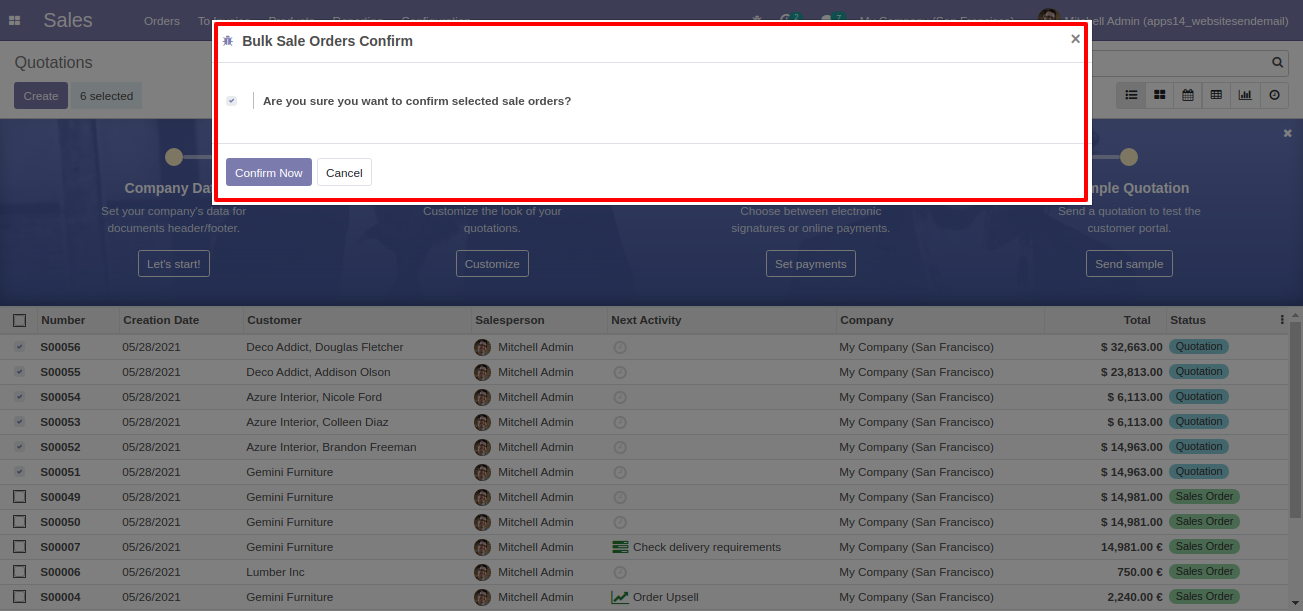 Sales Orders To Invoice Products Reporting Configuration 2 7 My Company (San Francisco) Mitchell Admin (apps14_websitesendemail)
Bulk Sale Orders Confirm ×
Quotations
Create 6 selected
Are you sure you want to confirm selected sale orders?
Confirm Now Cancel
Company Da
mple Quotation
Set your company's data for
documents header/footer.
Let's start!
Customize the look of your
quotations.
Customize
Choose between electronic
signatures or online payments.
Set payments
Send a quotation to test the
customer portal.
Send sample
Number Creation Date Customer Salesperson Next Activity Company Total Status
S00056 05/28/2021 Deco Addict, Douglas Fletcher Mitchell Admin My Company (San Francisco) $ 32,663.00 Quotation
S00055 05/28/2021 Deco Addict, Addison Olson Mitchell Admin My Company (San Francisco) $ 23,813.00 Quotation
S00054 05/28/2021 Azure Interior, Nicole Ford Mitchell Admin My Company (San Francisco) $ 6,113.00 Quotation
S00053 05/28/2021 Azure Interior, Colleen Diaz Mitchell Admin My Company (San Francisco) $ 6,113.00 Quotation
S00052 05/28/2021 Azure Interior, Brandon Freeman Mitchell Admin My Company (San Francisco) $ 14,963.00 Quotation
S00051 05/28/2021 Gemini Furniture Mitchell Admin My Company (San Francisco) $ 14,963.00 Quotation
S00049 05/28/2021 Gemini Furniture Mitchell Admin My Company (San Francisco) $ 14,981.00 Sales Order
S00050 05/28/2021 Gemini Furniture Mitchell Admin My Company (San Francisco) $ 14,981.00 Sales Order
S00007 05/26/2021 Gemini Furniture Mitchell Admin Check delivery requirements My Company (San Francisco) 14,981.00 € Sales Order
S00006 05/26/2021 Lumber Inc Mitchell Admin My Company (San Francisco) 750.00 € Sales Order
S00004 05/26/2021 Gemini Furniture Mitchell Admin Order Upsell My Company (San Francisco) 2,240.00 € Sales Order